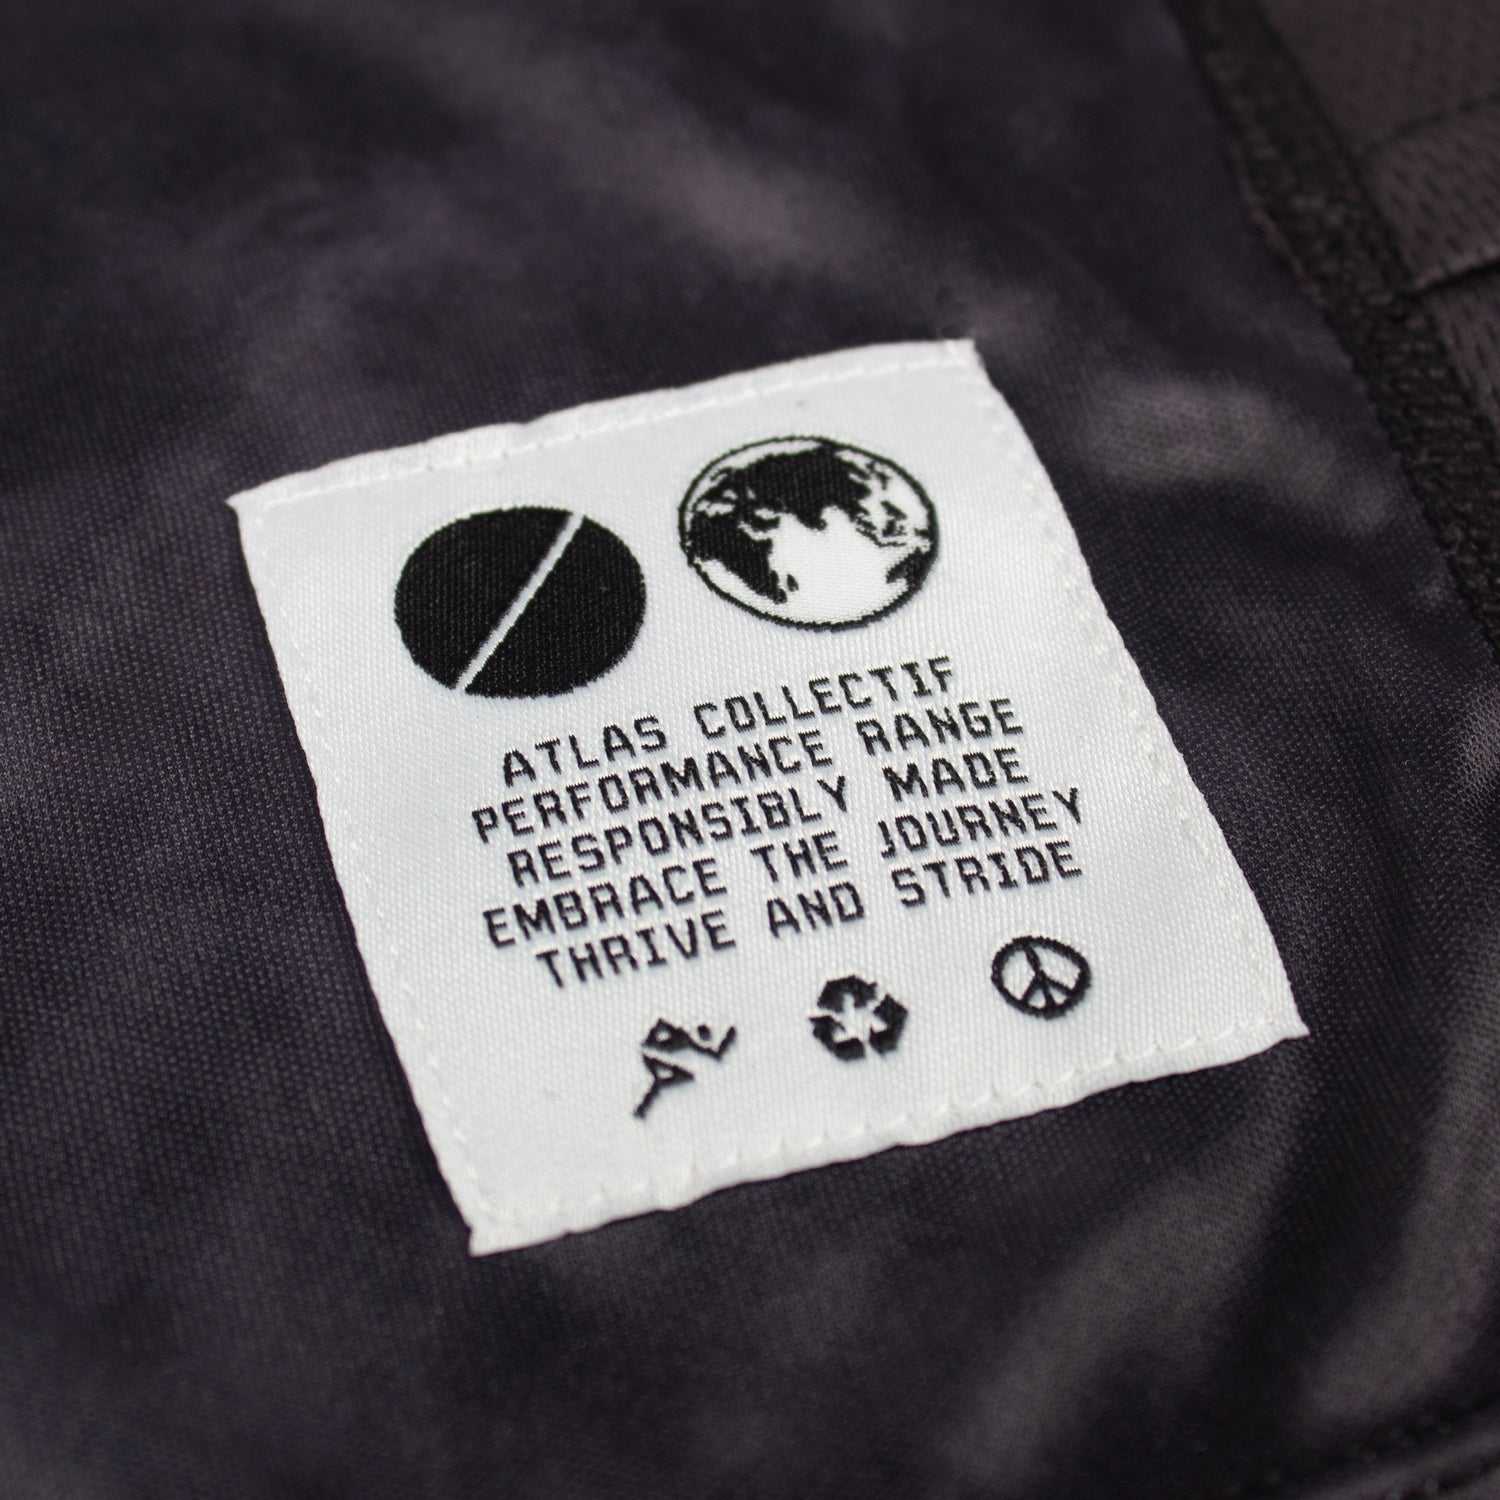 ATLAS COLLECTIF
PERFORMANCE RANGE
RESPONSIBLY MADE
EMBRACE THE JOURNEY
THRIVE AND STRIDE